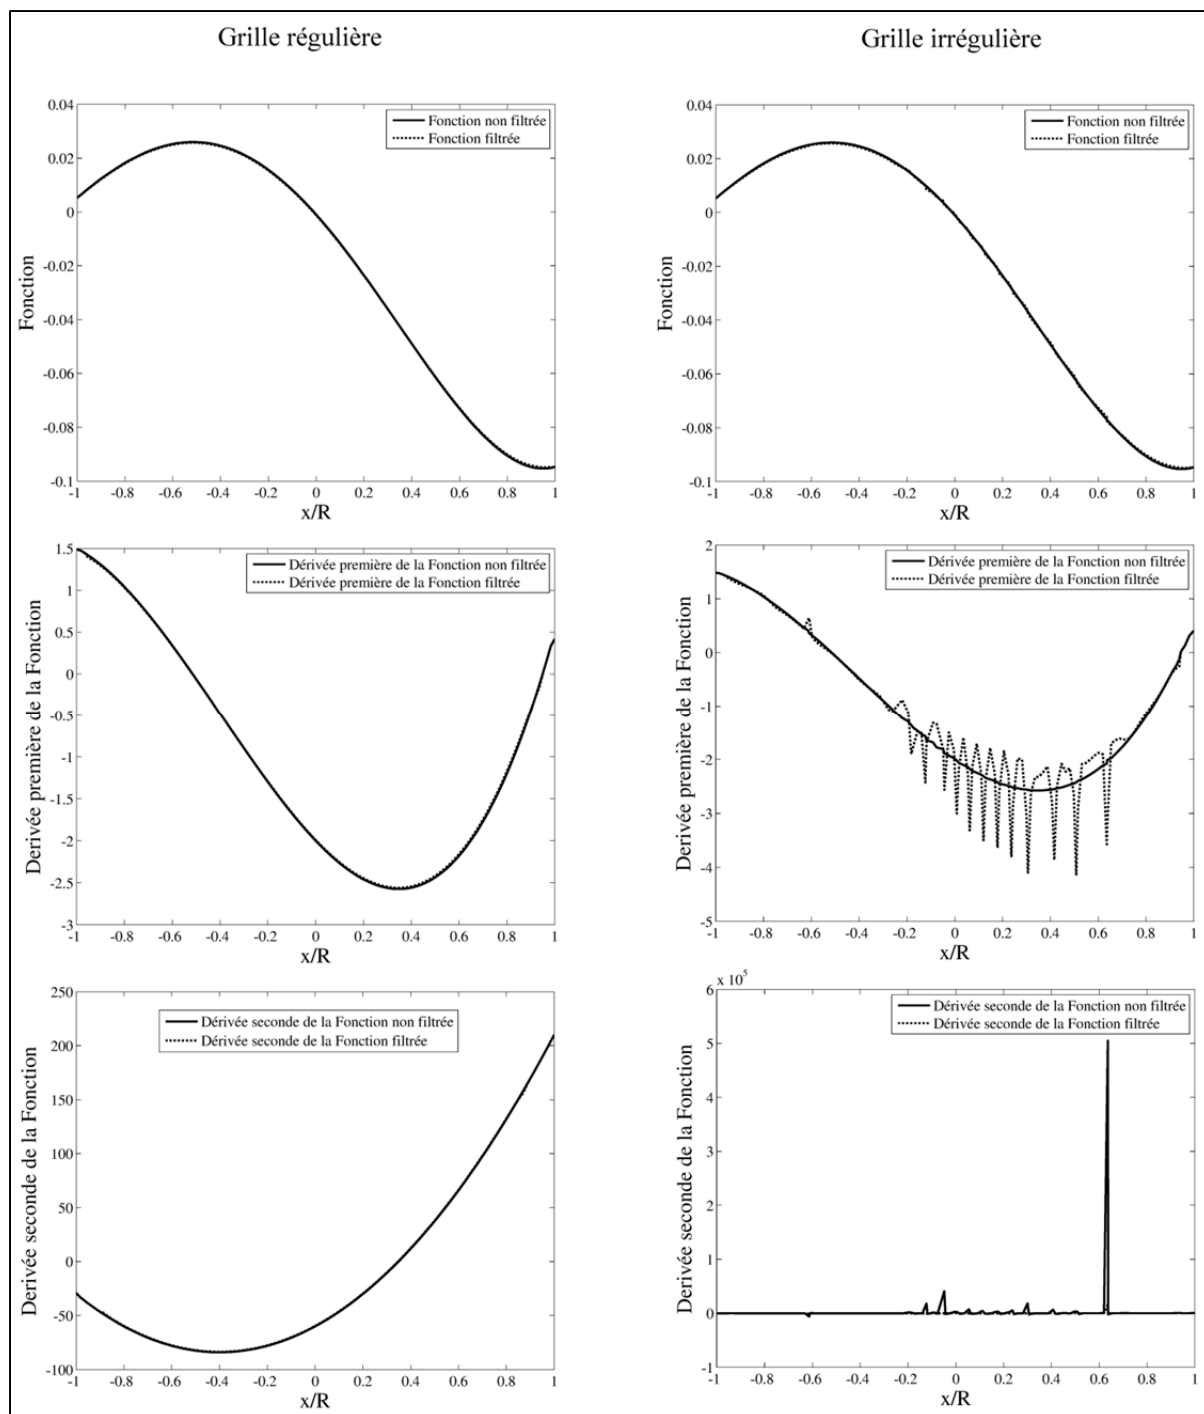 Grille régulière
Grille irrégulière
0.04
0.02
0
-0.02
-0.04
-0.06
-0.08
-0.1
Fonction
Fonction non filtrée
Fonction filtrée
-1 -0.8 -0.6 -0.4 -0.2 0 0.2 0.4 0.6 0.8 1
x/R
0.04
0.02
0
-0.02
-0.04
-0.06
-0.08
-0.1
Fonction
Fonction non filtrée
Fonction filtrée
-1 -0.8 -0.6 -0.4 -0.2 0 0.2 0.4 0.6 0.8 1
x/R
1.5
1
0.5
0
-0.5
-1
-1.5
-2
-2.5
-3
Derivée première de la Fonction
Dérivée première de la Fonction non filtrée
Dérivée première de la Fonction filtrée
-1 -0.8 -0.6 -0.4 -0.2 0 0.2 0.4 0.6 0.8 1
x/R
2
1
0
-1
-2
-3
-4
-5
Derivée première de la Fonction
Dérivée première de la Fonction non filtrée
Dérivée première de la Fonction filtrée
-1 -0.8 -0.6 -0.4 -0.2 0 0.2 0.4 0.6 0.8 1
x/R
250
200
150
100
50
0
-50
-100
Derivée seconde de la Fonction
Dérivée seconde de la Fonction non filtrée
Dérivée seconde de la Fonction filtrée
-1 -0.8 -0.6 -0.4 -0.2 0 0.2 0.4 0.6 0.8 1
x/R
x 10⁵
6
5
4
3
2
1
0
-1
Derivée seconde de la Fonction
Dérivée seconde de la Fonction non filtrée
Dérivée seconde de la Fonction filtrée
-1 -0.8 -0.6 -0.4 -0.2 0 0.2 0.4 0.6 0.8 1
x/R